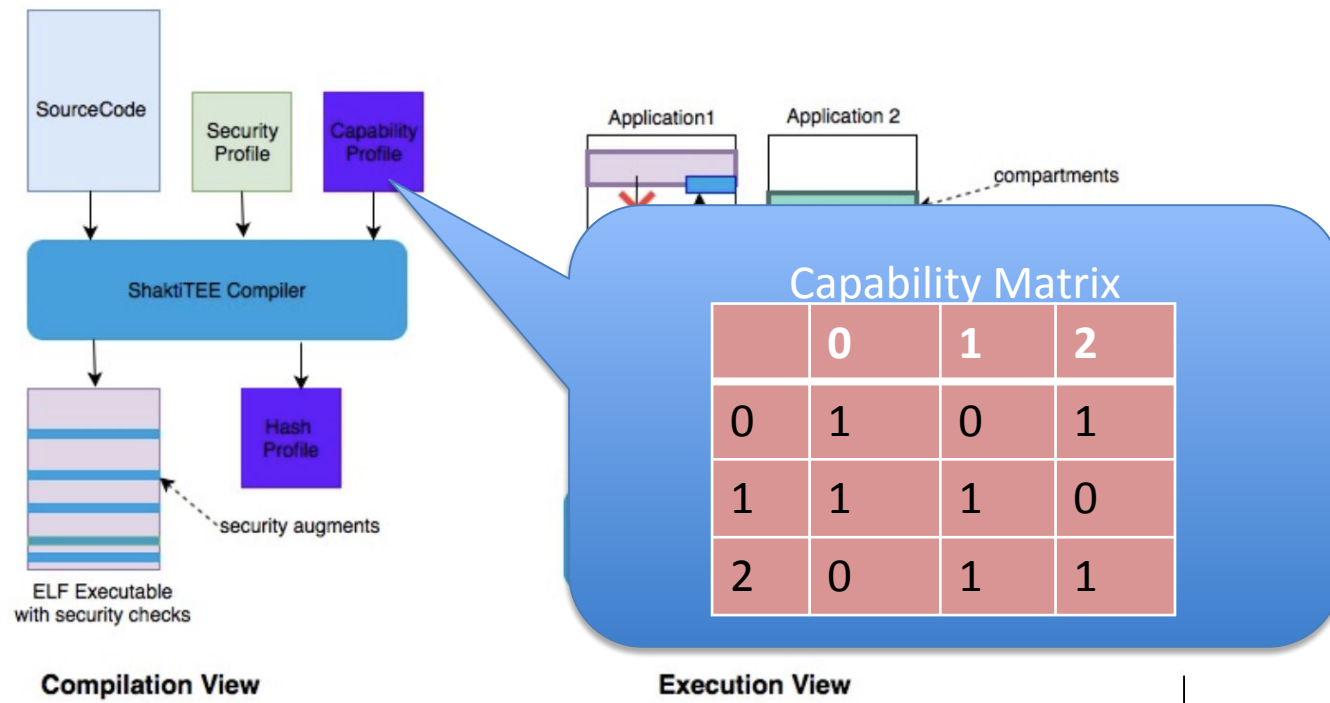 SourceCode
Security
Profile
Capability
Profile
ShaktiTEE Compiler
Hash
Profile
security augments
ELF Executable
with security checks
Compilation View
Application1
Application 2
compartments
Capability Matrix
0 1 2
0 1 0 1
1 1 1 0
2 0 1 1
Execution View